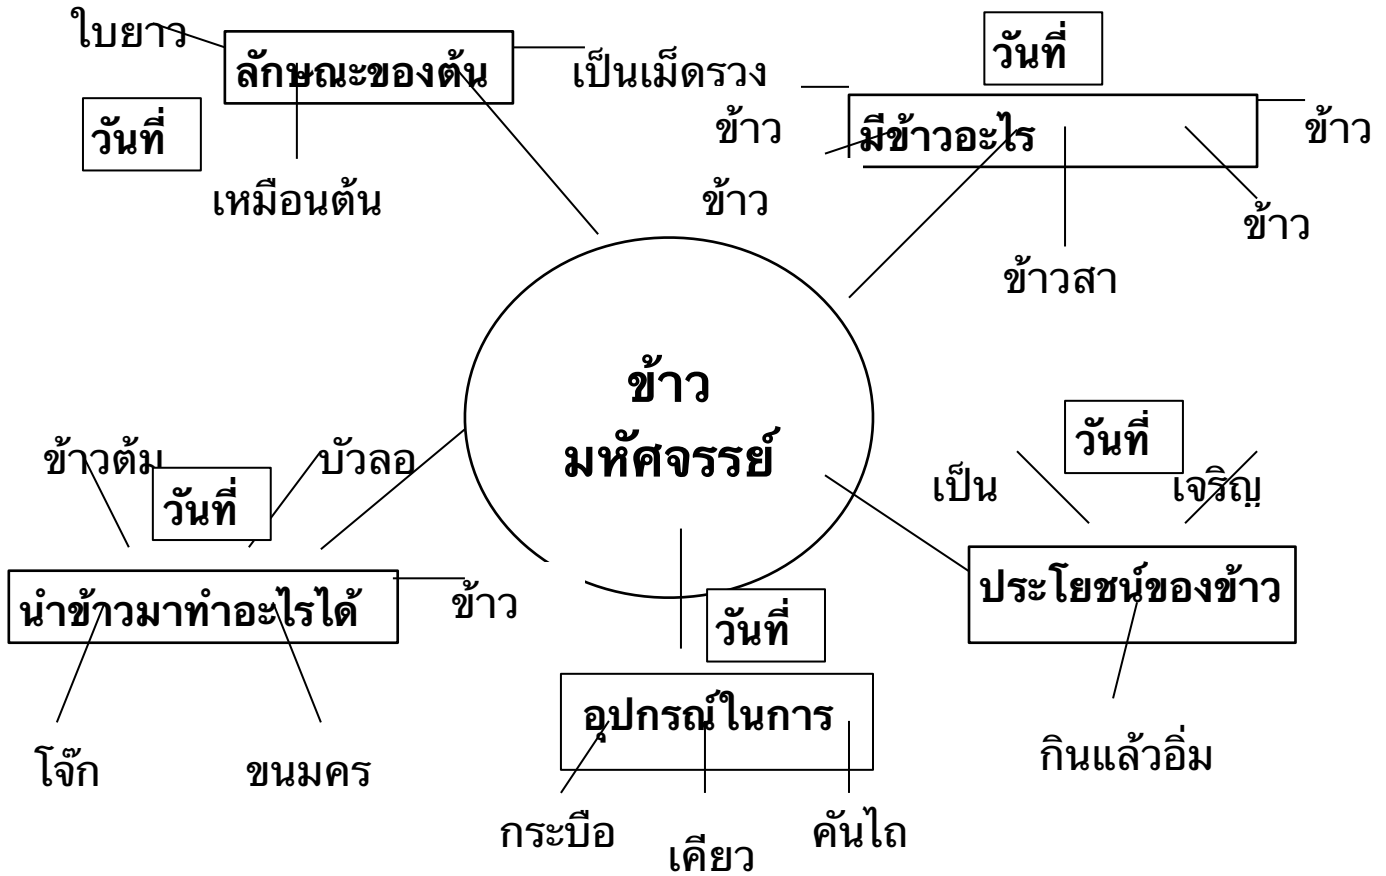 ใบยาว
ลักษณะของต้น
เป็นเม็ดรวง
วันที่
เหมือนต้น
วันที่
มีข้าวอะไร
ข้าว
ข้าว
ข้าว
ข้าว
ข้าวสา
ข้าว
มหัศจรรย์
ข้าวต้ม
บัวลอ
วันที่
นำข้าวมาทำอะไรได้
ข้าว
โจ๊ก
ขนมคร
วันที่
อุปกรณ์ในการ
กระบือ
เคียว
คันไถ
วันที่
เป็น
เจริญ
ประโยชน์ของข้าว
กินแล้วอิ่ม